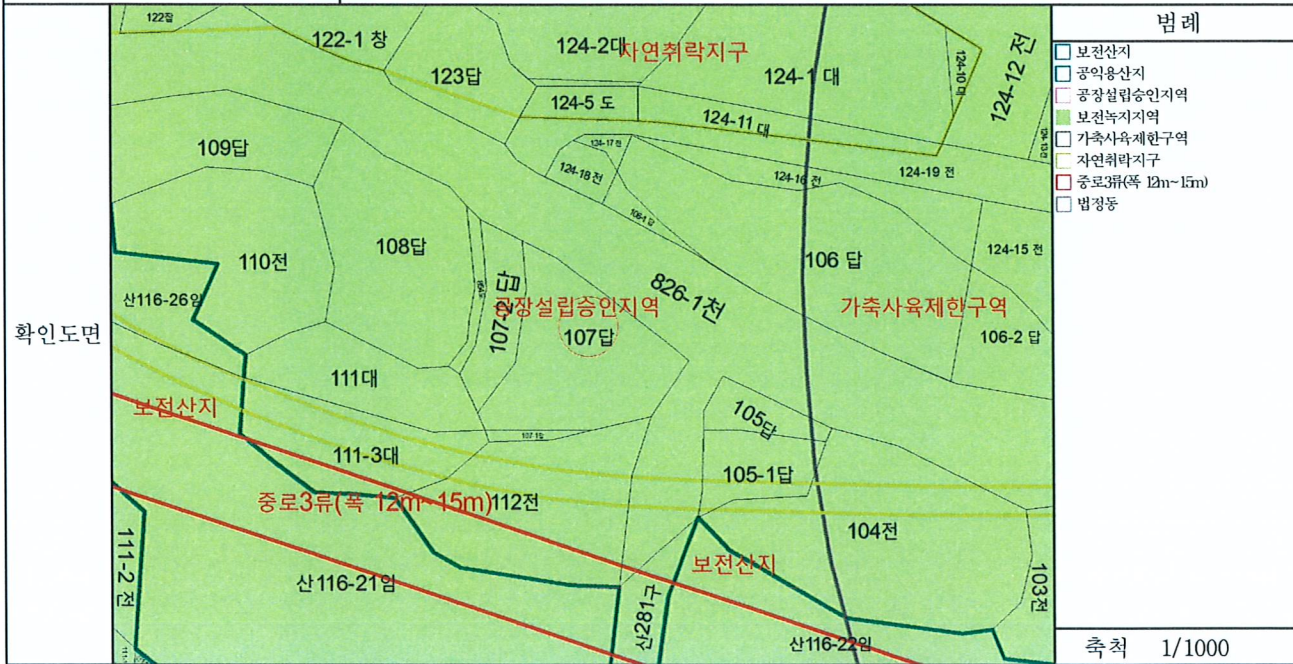 확인도면
122잡
122-1 창
123답
124-2대
자연취락지구
124-1 대
124-10 대
124-12 전
124-5 도
124-11 대
124-13전
109답
124-17 전
124-18 전
124-16 전
124-19 전
110전
108답
107-2 답
공장설립승인지역
107답
826-1천
106 답
가축사육제한구역
124-15 전
106-2 답
산116-26임
111대
보전산지
105답
105-1답
111-3대
중로3류(폭 12m~15m)
112전
104전
103전
111-2 전
산116-21임
산281구
보전산지
산116-22임
범례
보전산지
공익용산지
공장설립승인지역
보전녹지지역
가축사육제한구역
자연취락지구
중로3류(폭 12m~15m)
법정동
축척 1/1000